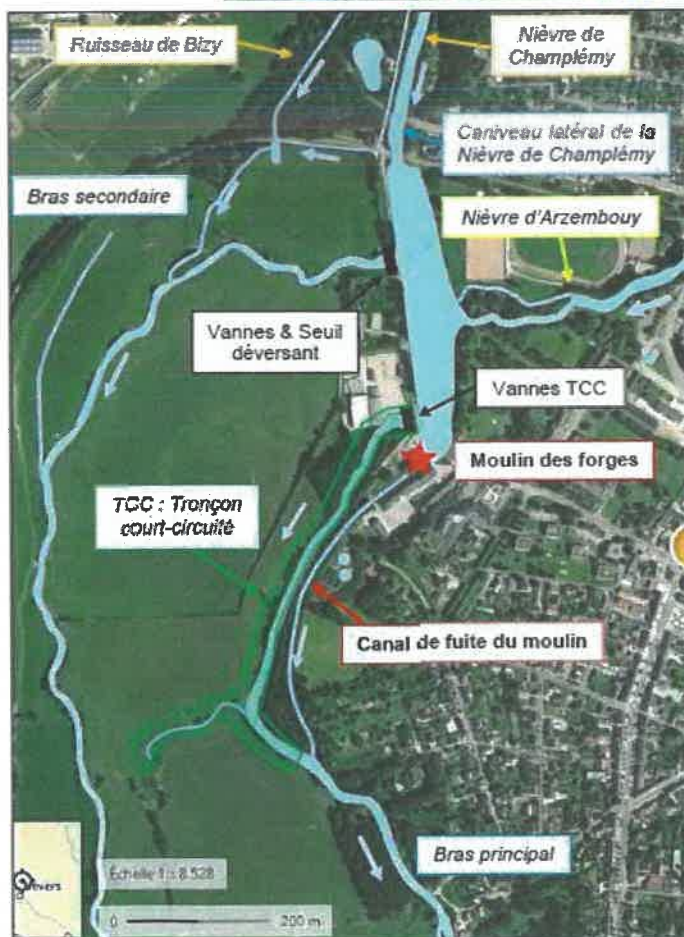 Ruisseau de Bizy
Nièvre de
Champlémy
Caniveau latéral de la
Nièvre de Champlémy
Bras secondaire
Nièvre d'Arzembouy
Vannes & Seuil
déversant
Vannes TCC
Moulin des forges
TCC : Tronçon
court-circuité
Canal de fuite du moulin
Bras principal
Échelle 1 : 8 528
0 200 m